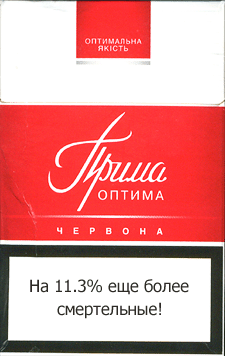 ОПТИМАЛЬНА
ЯКІСТЬ
Прима
ОПТИМА
ЧЕРВОНА
На 11.3% еще более
смертельные!